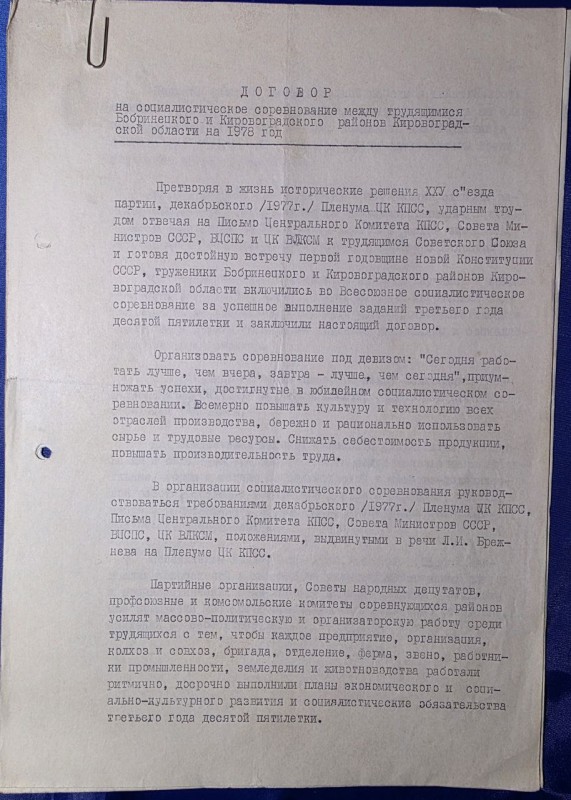 ДОГОВОР
на социалистическое соревнование между трудящимися
Бобринецкого и Кировоградского районов Кировоград-
ской области на 1978 год
Претворяя в жизнь исторические решения ХХУ с"езда
партии, декабрьского /1977г./ Пленума ЦК КПСС, ударным тру-
дом отвечая на Письмо Центрального Комитета КПСС, Совета Ми-
нистров СССР, ВЦСПС и ЦК ВЛКСМ к трудящимся Советского Союза
и готовя достойную встречу первой годовщине новой Конституции
СССР, труженики Бобринецкого и Кировоградского районов Киро-
воградской области включились во Всесоюзное социалистическое
соревнование за успешное выполнение заданий третьего года
десятой пятилетки и заключили настоящий договор.
Организовать соревнование под девизом: "Сегодня рабо-
тать лучше, чем вчера, завтра - лучше, чем сегодня",приум-
ножать успехи, достигнутые в юбилейном социалистическом со-
ревновании. Всемерно повышать культуру и технологию всех
отраслей производства, бережно и рационально использовать
сырье и трудовые ресурсы. Снижать себестоимость продукции,
повышать производительность труда.
В организации социалистического соревнования руковод-
ствоваться требованиями декабрьского /1977г./ Пленума ЦК КПСС,
Письма Центрального Комитета КПСС, Совета Министров СССР,
ВЦСПС, ЦК ВЛКСМ, положениями, выдвинутыми в речи Л.И. Бреж-
нева на Пленуме ЦК КПСС.
Партийные организации, Советы народных депутатов,
профсоюзные и комсомольские комитеты соревнующихся районов
усилят массово-политическую и организаторскую работу среди
трудящихся с тем, чтобы каждое предприятие, организация,
колхоз и совхоз, бригада, отделение, ферма, звено, работни-
ки промышленности, земледелия и животноводства работали
ритмично, досрочно выполнили планы экономического и соци-
ально-культурного развития и социалистические обязательства
третьего года десятой пятилетки.